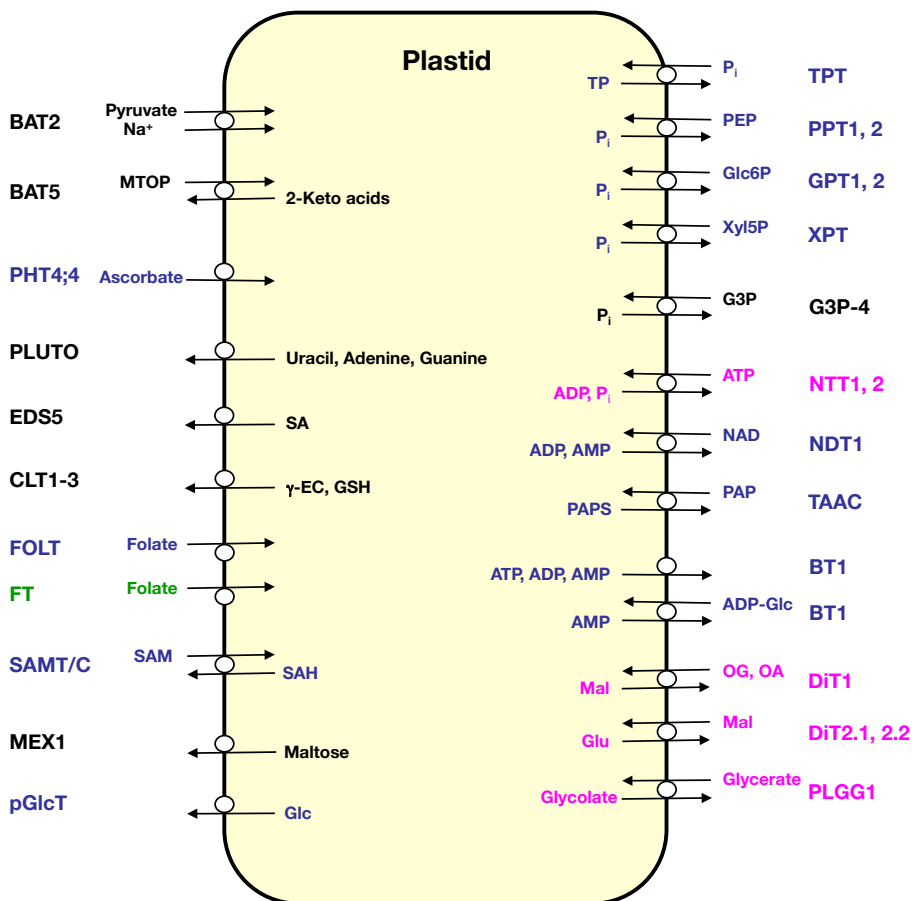 Plastid
BAT2
Pyruvate
Na⁺
BAT5
MTOP
2-Keto acids
PHT4;4
Ascorbate
PLUTO
Uracil, Adenine, Guanine
EDS5
SA
CLT1-3
γ-EC, GSH
FOLT
Folate
FT
Folate
SAMT/C
SAM
SAH
MEX1
Maltose
pGlcT
Glc
TP
Pᵢ
TPT
Pᵢ
PEP
PPT1, 2
Pᵢ
Glc6P
GPT1, 2
Pᵢ
Xyl5P
XPT
Pᵢ
G3P
G3P-4
ADP, Pᵢ
ATP
NTT1, 2
ADP, AMP
NAD
NDT1
PAPS
PAP
TAAC
ATP, ADP, AMP
BT1
AMP
ADP-Glc
BT1
Mal
OG, OA
DiT1
Glu
Mal
DiT2.1, 2.2
Glycolate
Glycerate
PLGG1